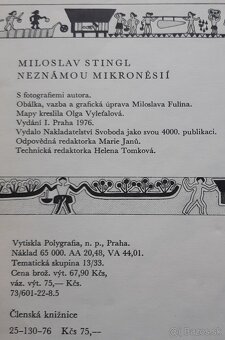 MILOSLAV STINGL
NEZNÁMOU MIKRONÉSIÍ
S fotografiemi autora.
Obálka, vazba a grafická úprava Miloslava Fulína.
Mapy kreslila Olga Vyleťalová.
Vydání I. Praha 1976.
Vydalo Nakladatelství Svoboda jako svou 4000. publikaci.
Odpovědná redaktorka Marie Janů.
Technická redaktorka Helena Tomková.
Vytiskla Polygrafia, n. p., Praha.
Náklad 65 000. AA 20,48, VA 44,01.
Tematická skupina 13/33.
Cena brož. výt. 67,90 Kčs,
váz. výt. 75,— Kčs.
73/601-22-8.5
Členská knižnice
25-130-76 Kčs 75,—
bazos.sk